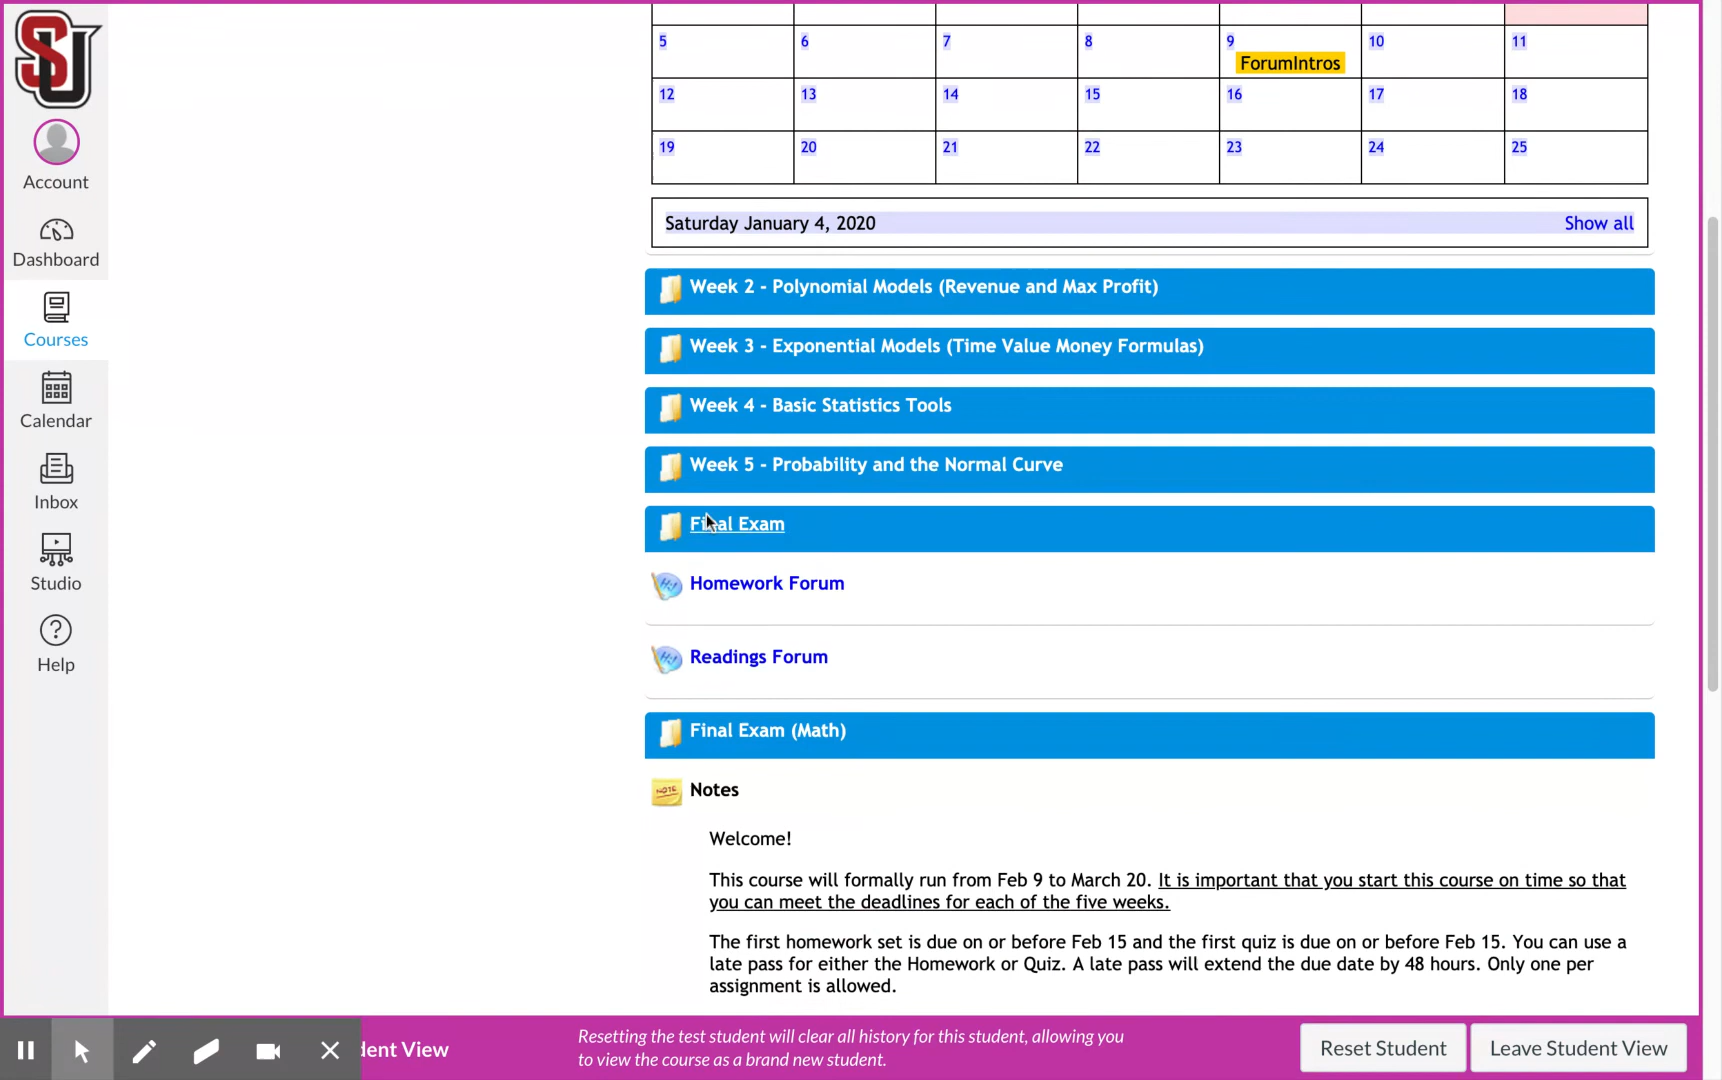 SU
Account
Dashboard
Courses
Calendar
Inbox
Studio
Help
5 6 7 8 9 10 11
ForumIntros
12 13 14 15 16 17 18
19 20 21 22 23 24 25
Saturday January 4, 2020 Show all
Week 2 - Polynomial Models (Revenue and Max Profit)
Week 3 - Exponential Models (Time Value Money Formulas)
Week 4 - Basic Statistics Tools
Week 5 - Probability and the Normal Curve
Final Exam
Homework Forum
Readings Forum
Final Exam (Math)
NOTE
Notes
Welcome!
This course will formally run from Feb 9 to March 20. It is important that you start this course on time so that
you can meet the deadlines for each of the five weeks.
The first homework set is due on or before Feb 15 and the first quiz is due on or before Feb 15. You can use a
late pass for either the Homework or Quiz. A late pass will extend the due date by 48 hours. Only one per
assignment is allowed.
dent View
Resetting the test student will clear all history for this student, allowing you
to view the course as a brand new student.
Reset Student
Leave Student View